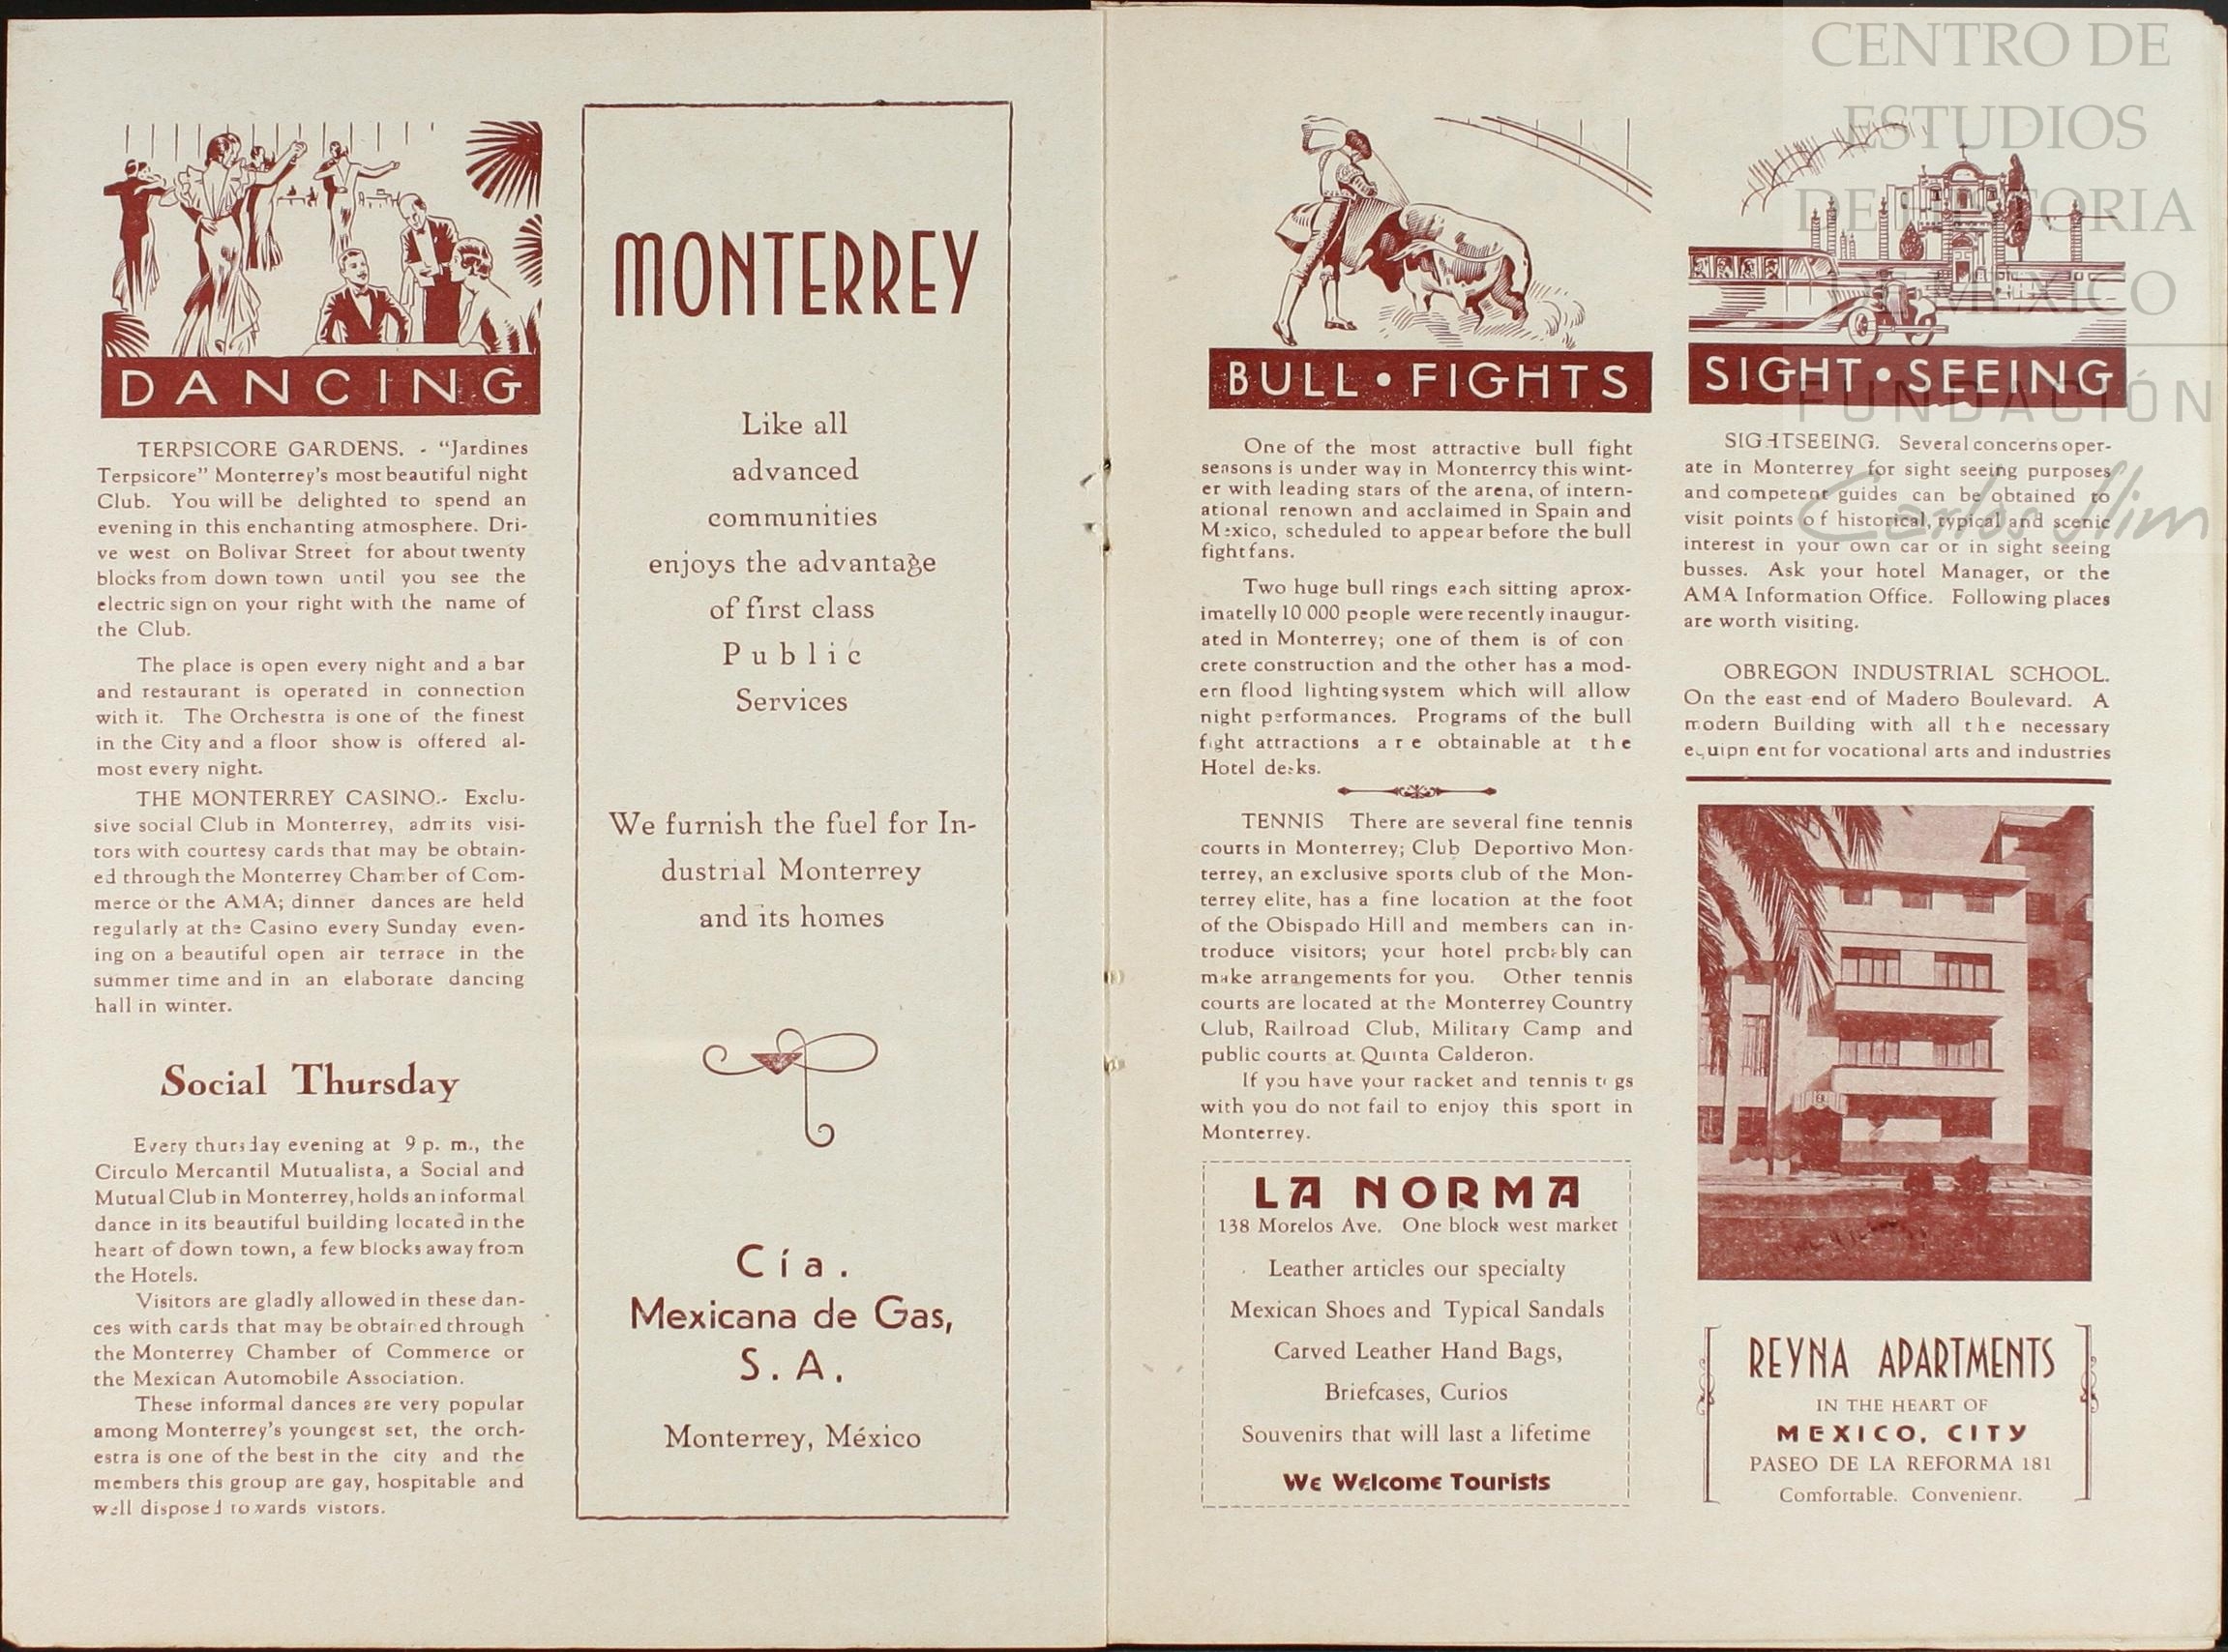 DANCING
TERPSICORE GARDENS. - "Jardines
Terpsicore" Monterrey's most beautiful night
Club. You will be delighted to spend an
evening in this enchanting atmosphere. Dri-
ve west on Bolivar Street for about twenty
blocks from down town until you see the
electric sign on your right with the name of
the Club.
The place is open every night and a bar
and restaurant is operated in connection
with it. The Orchestra is one of the finest
in the City and a floor show is offered al-
most every night.
THE MONTERREY CASINO.- Exclu-
sive social Club in Monterrey, admits visi-
tors with courtesy cards that may be obtain-
ed through the Monterrey Chamber of Com-
merce or the AMA; dinner dances are held
regularly at the Casino every Sunday even-
ing on a beautiful open air terrace in the
summer time and in an elaborate dancing
hall in winter.
Social Thursday
Every thursday evening at 9 p. m., the
Circulo Mercantil Mutualista, a Social and
Mutual Club in Monterrey, holds an informal
dance in its beautiful building located in the
heart of down town, a few blocks away from
the Hotels.
Visitors are gladly allowed in these dan-
ces with cards that may be obtained through
the Monterrey Chamber of Commerce or
the Mexican Automobile Association.
These informal dances are very popular
among Monterrey's youngest set, the orch-
estra is one of the best in the city and the
members this group are gay, hospitable and
well disposed towards vistors.
MONTERREY
Like all
advanced
communities
enjoys the advantage
of first class
Public
Services
We furnish the fuel for In-
dustrial Monterrey
and its homes
Cía.
Mexicana de Gas,
S. A.
Monterrey, México
BULL • FIGHTS
One of the most attractive bull fight
seasons is under way in Monterrey this wint-
er with leading stars of the arena, of intern-
ational renown and acclaimed in Spain and
Mexico, scheduled to appear before the bull
fight fans.
Two huge bull rings each sitting aprox-
imatelly 10 000 people were recently inaugur-
ated in Monterrey; one of them is of con
crete construction and the other has a mod-
ern flood lighting system which will allow
night performances. Programs of the bull
fight attractions are obtainable at the
Hotel desks.
TENNIS There are several fine tennis
courts in Monterrey; Club Deportivo Mon-
terrey, an exclusive sports club of the Mon-
terrey elite, has a fine location at the foot
of the Obispado Hill and members can in-
troduce visitors; your hotel probably can
make arrangements for you. Other tennis
courts are located at the Monterrey Country
Club, Railroad Club, Military Camp and
public courts at Quinta Calderon.
If you have your racket and tennis togs
with you do not fail to enjoy this sport in
Monterrey.
LA NORMA
138 Morelos Ave. One block west market
Leather articles our specialty
Mexican Shoes and Typical Sandals
Carved Leather Hand Bags,
Briefcases, Curios
Souvenirs that will last a lifetime
We Welcome Tourists
SIGHT • SEEING
SIGHTSEEING. Several concerns oper-
ate in Monterrey for sight seeing purposes
and competent guides can be obtained to
visit points of historical, typical and scenic
interest in your own car or in sight seeing
busses. Ask your hotel Manager, or the
AMA Information Office. Following places
are worth visiting.
OBREGON INDUSTRIAL SCHOOL.
On the east end of Madero Boulevard. A
modern Building with all the necessary
equipment for vocational arts and industries
REYNA APARTMENTS
IN THE HEART OF
MEXICO, CITY
PASEO DE LA REFORMA 181
Comfortable. Convenient.
CENTRO DE
ESTUDIOS
DE HISTORIA
DE MÉXICO
FUNDACIÓN
Carlos Slim